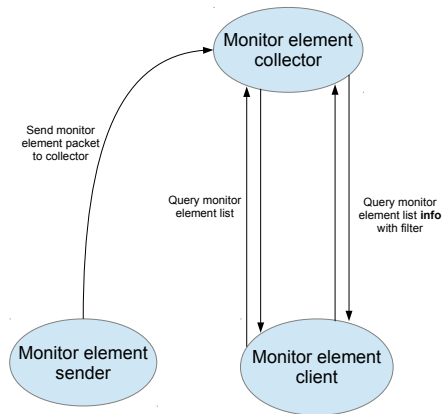 Monitor element
collector
Send monitor
element packet
to collector
Query monitor
element list
Query monitor
element list info
with filter
Monitor element
sender
Monitor element
client